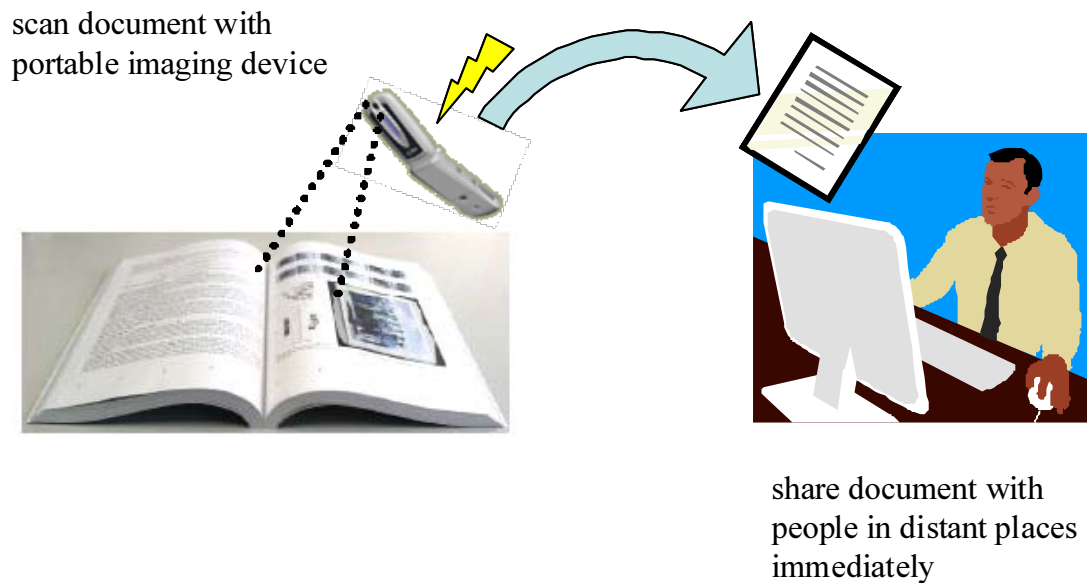 scan document with
portable imaging device
share document with
people in distant places
immediately